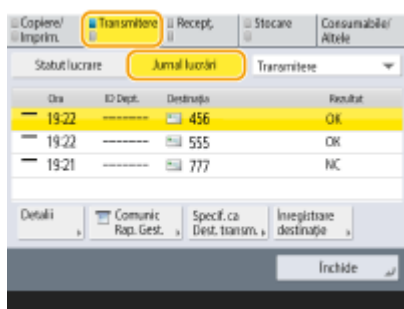 Copiere/ Transmitere Recepţ. Stocare Consumabile/
Imprim. Altele
Statut lucrare Jurnal lucrări Transmitere
Ora ID Dept. Destinaţia Rezultat
19:22 -------- 456 OK
19:22 -------- 555 OK
19:21 -------- 777 NC
Detalii Comunic Specif. ca Înregistrare
Rap. Gest. Dest. transm. destinaţie
Închide